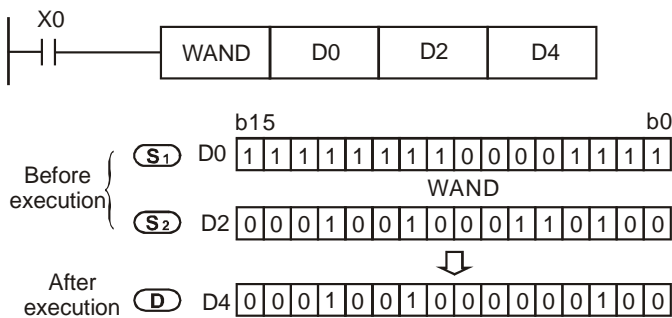 X0
WAND D0 D2 D4
b15 b0
Before execution
S1 D0 1 1 1 1 1 1 1 1 0 0 0 0 1 1 1 1
WAND
S2 D2 0 0 0 1 0 0 1 0 0 0 1 1 0 1 0 0
After execution
D D4 0 0 0 1 0 0 1 0 0 0 0 0 0 1 0 0